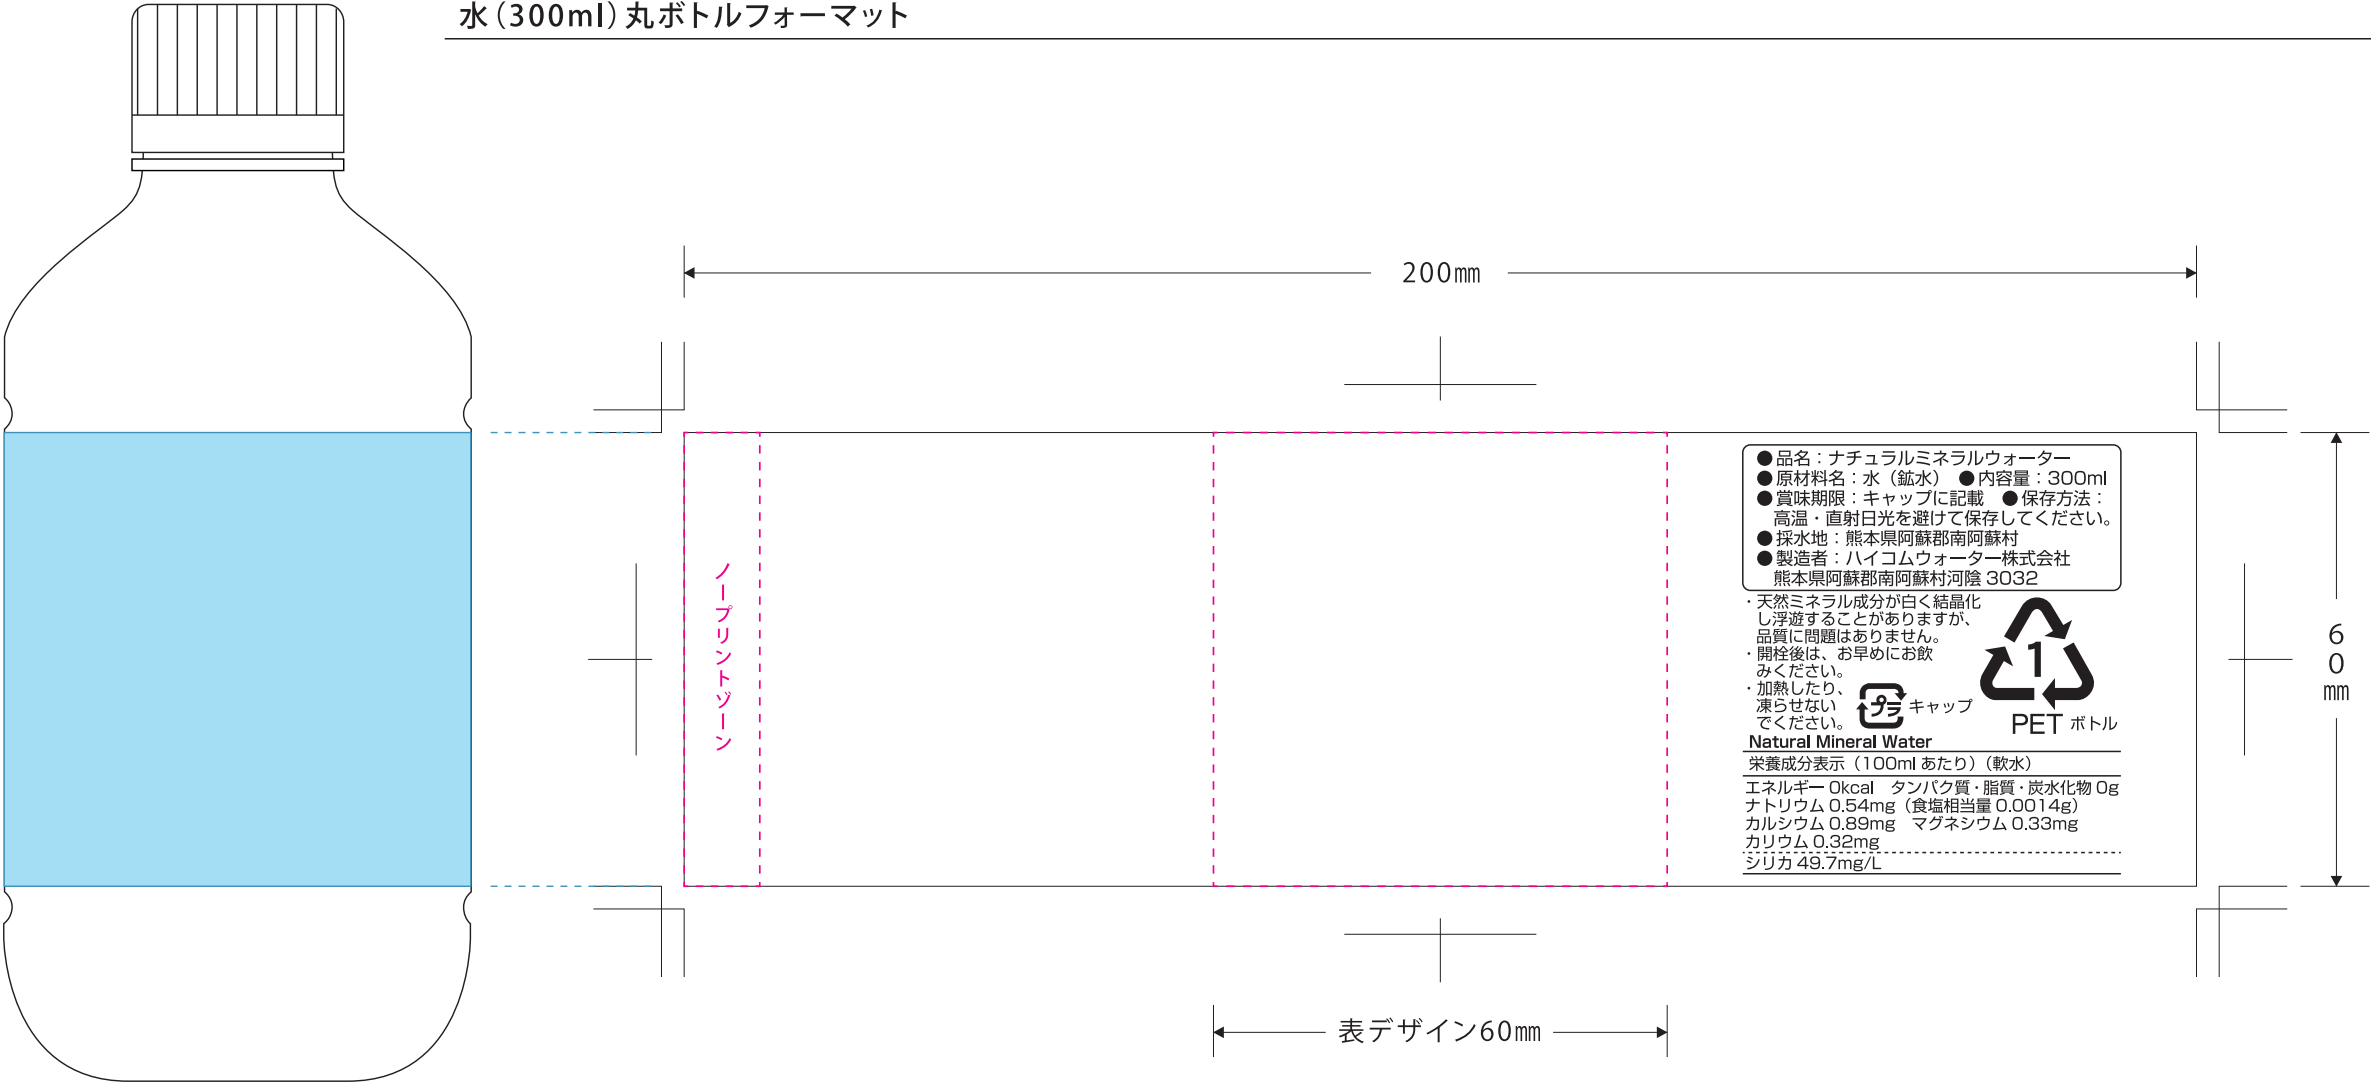 水（300ml）丸ボトルフォーマット
200㎜
ノープリントゾーン
●品名：ナチュラルミネラルウォーター
●原材料名：水（鉱水） ●内容量：300ml
●賞味期限：キャップに記載 ●保存方法：
高温・直射日光を避けて保存してください。
●採水地：熊本県阿蘇郡南阿蘇村
●製造者：ハイコムウォーター株式会社
熊本県阿蘇郡南阿蘇村河陰 3032
・天然ミネラル成分が白く結晶化
し浮遊することがありますが、
品質に問題はありません。
・開栓後は、お早めにお飲
みください。
・加熱したり、
凍らせない
でください。
プラ キャップ
1
PET ボトル
Natural Mineral Water
栄養成分表示（100ml あたり）（軟水）
エネルギー 0kcal　タンパク質・脂質・炭水化物 0g
ナトリウム 0.54mg（食塩相当量 0.0014g）
カルシウム 0.89mg　マグネシウム 0.33mg
カリウム 0.32mg
シリカ 49.7mg/L
60㎜
表デザイン60㎜